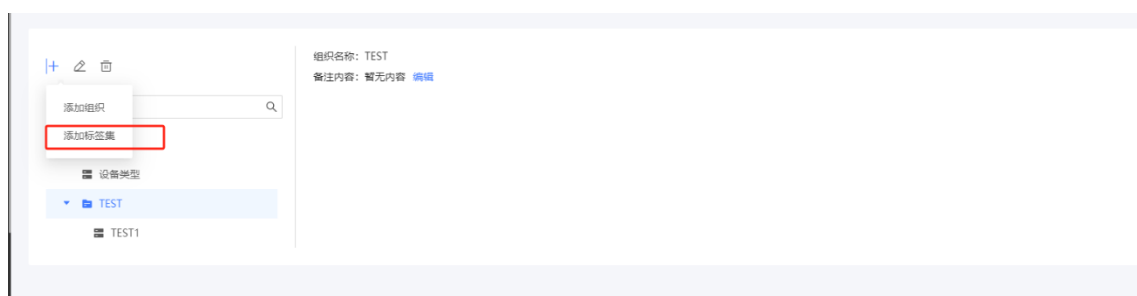 组织名称：TEST
备注内容：暂无内容 编辑
添加组织
添加标签集
设备类型
TEST
TEST1